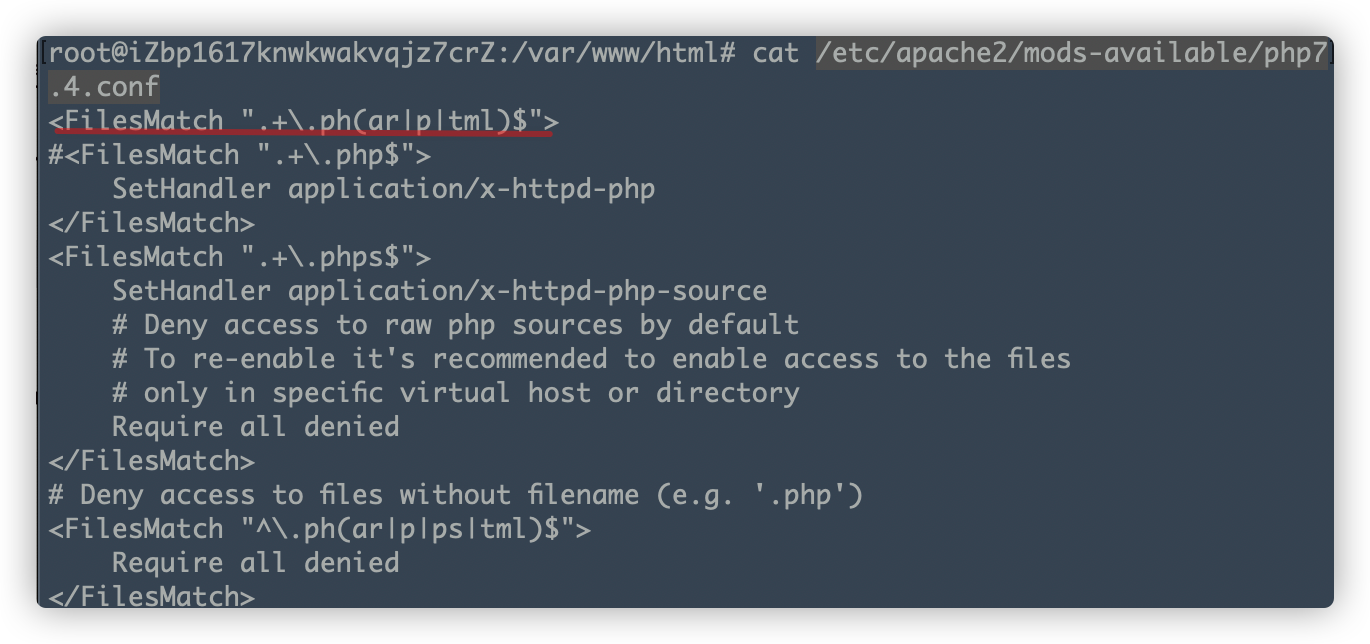 [root@iZbp1617knwkwakvqjz7crZ:/var/www/html# cat /etc/apache2/mods-available/php7]
.4.conf
<FilesMatch ".+\.ph(ar|p|tml)$">
#<FilesMatch ".+\.php$">
    SetHandler application/x-httpd-php
</FilesMatch>
<FilesMatch ".+\.phps$">
    SetHandler application/x-httpd-php-source
    # Deny access to raw php sources by default
    # To re-enable it's recommended to enable access to the files
    # only in specific virtual host or directory
    Require all denied
</FilesMatch>
# Deny access to files without filename (e.g. '.php')
<FilesMatch "^\.ph(ar|p|ps|tml)$">
    Require all denied
</FilesMatch>